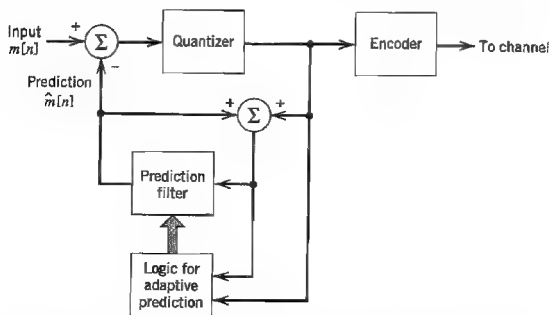 Input
m[n]
+
Σ
−
Quantizer
Encoder
To channel
Prediction
m̂[n]
+
Σ
+
Prediction
filter
Logic for
adaptive
prediction